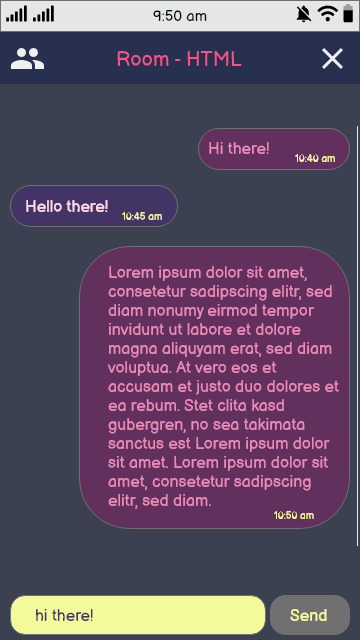 9:50 am
Room - HTML
Hi there!
10:40 am
Hello there!
10:45 am
Lorem ipsum dolor sit amet,
consetetur sadipscing elitr, sed
diam nonumy eirmod tempor
invidunt ut labore et dolore
magna aliquyam erat, sed diam
voluptua. At vero eos et
accusam et justo duo dolores et
ea rebum. Stet clita kasd
gubergren, no sea takimata
sanctus est Lorem ipsum dolor
sit amet. Lorem ipsum dolor sit
amet, consetetur sadipscing
elitr, sed diam.
10:50 am
hi there!
Send